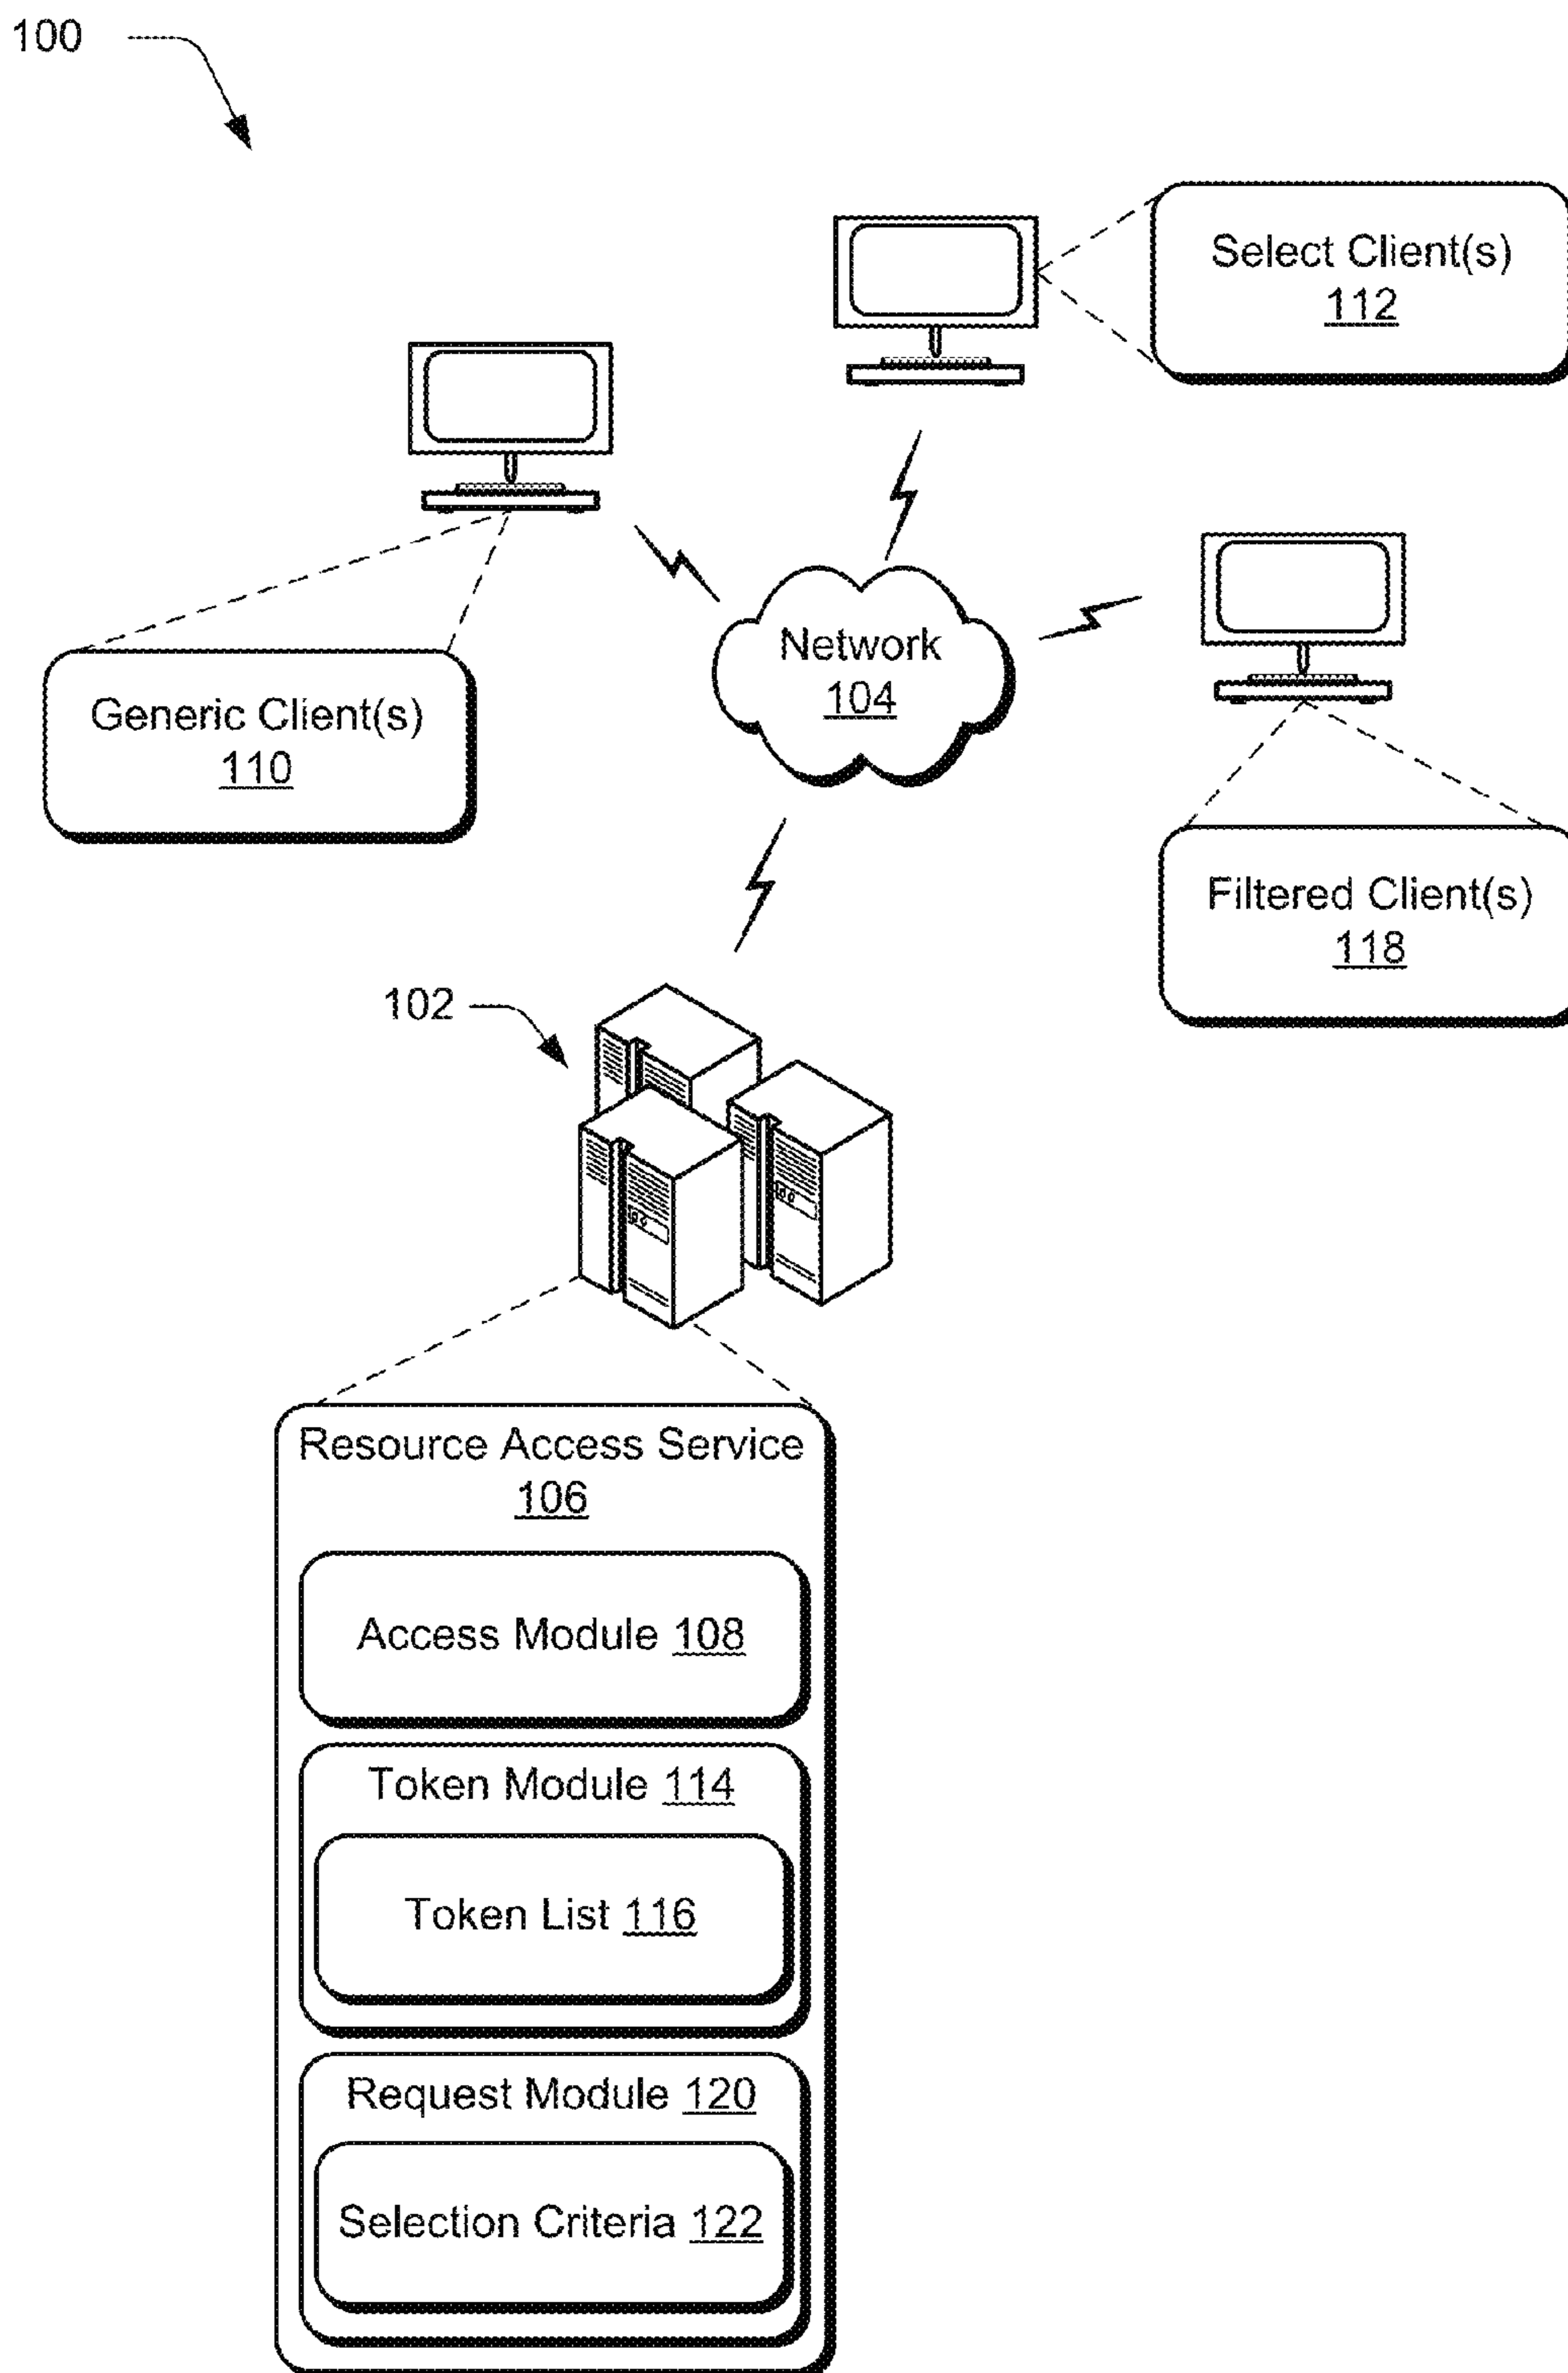 100
Select Client(s)
112
Network
104
Generic Client(s)
110
Filtered Client(s)
118
102
Resource Access Service
106
Access Module 108
Token Module 114
Token List 116
Request Module 120
Selection Criteria 122